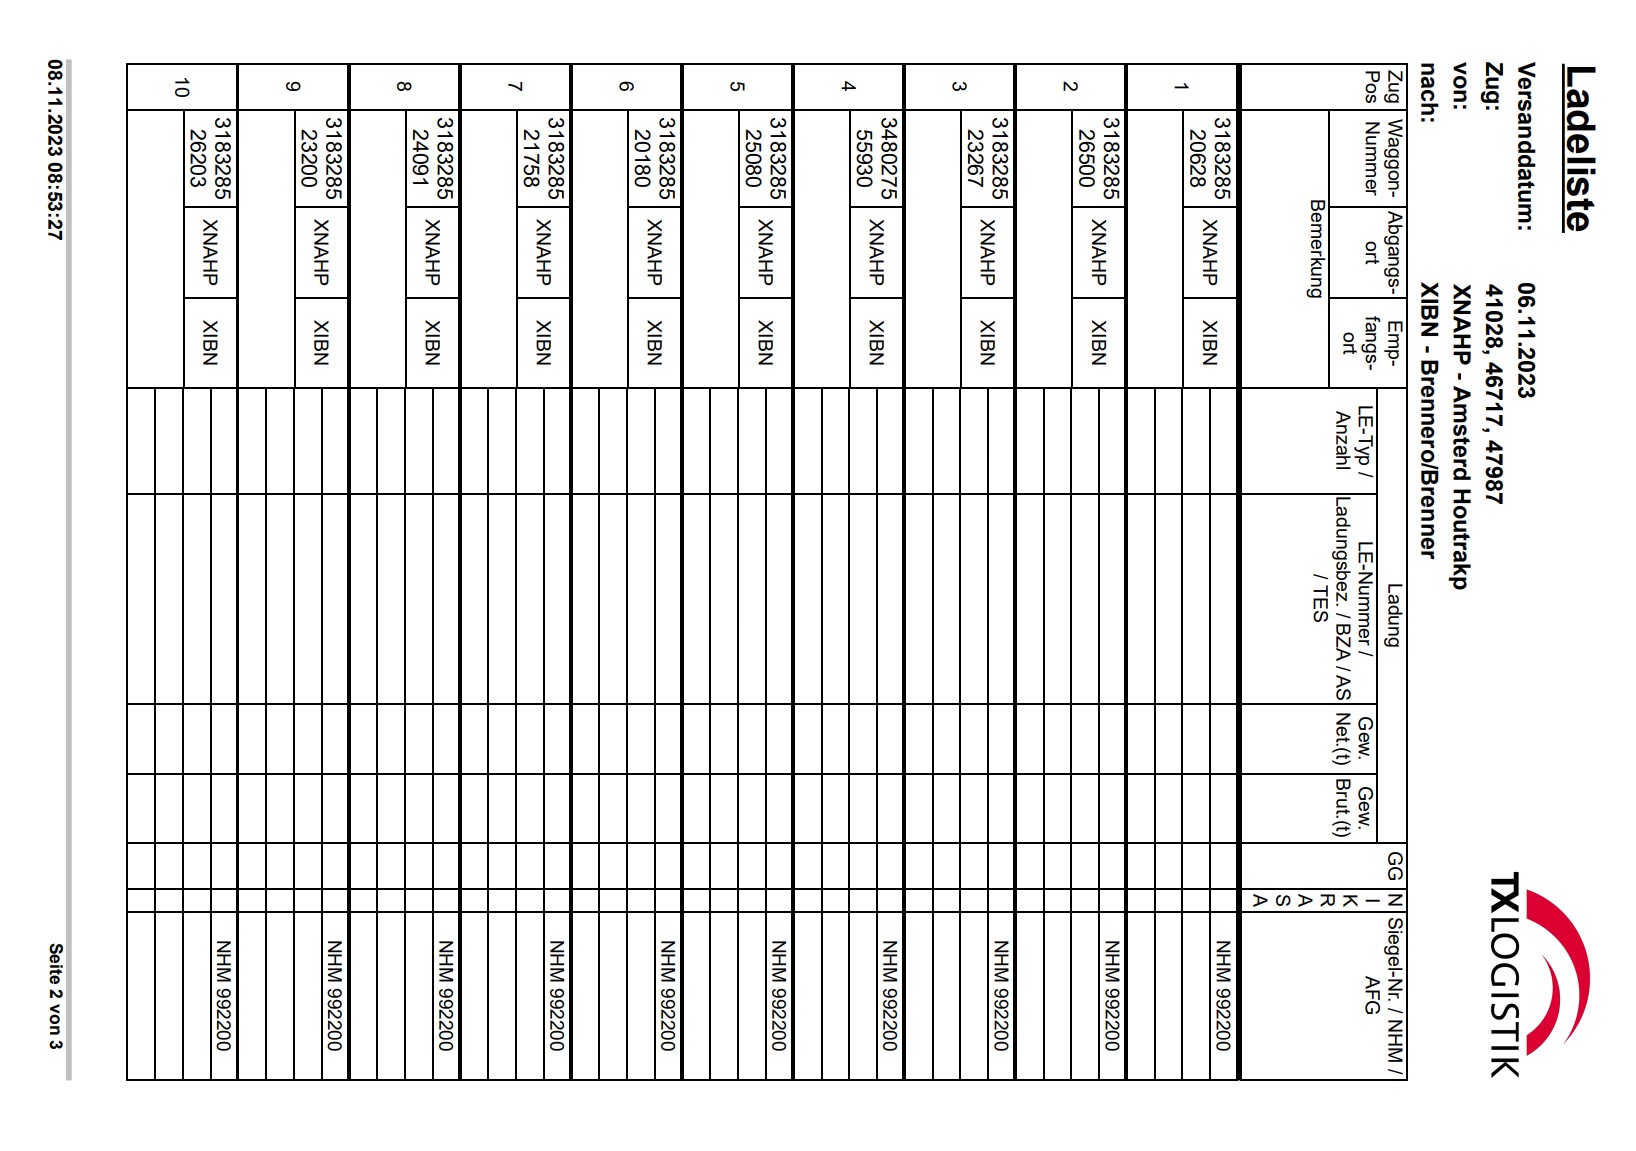 Ladeliste
TXLOGISTIK
Versanddatum: 06.11.2023
Zug: 41028, 46717, 47987
von: XNAHP - Amsterd Houtrakp
nach: XIBN - Brennero/Brenner
Zug Pos
Waggon-Nummer
Abgangs-ort
Emp-fangs-ort
Bemerkung
Ladung
LE-Typ / Anzahl
LE-Nummer / Ladungsbez. / BZA / AS / TES
Gew. Net.(t)
Gew. Brut.(t)
GG
NIKRASA
Siegel-Nr. / NHM / AFG
1 3183285 20628 XNAHP XIBN NHM 992200
2 3183285 26500 XNAHP XIBN NHM 992200
3 3183285 23267 XNAHP XIBN NHM 992200
4 3480275 55930 XNAHP XIBN NHM 992200
5 3183285 25080 XNAHP XIBN NHM 992200
6 3183285 20180 XNAHP XIBN NHM 992200
7 3183285 21758 XNAHP XIBN NHM 992200
8 3183285 24091 XNAHP XIBN NHM 992200
9 3183285 23200 XNAHP XIBN NHM 992200
10 3183285 26203 XNAHP XIBN NHM 992200
08.11.2023 08:53:27 Seite 2 von 3